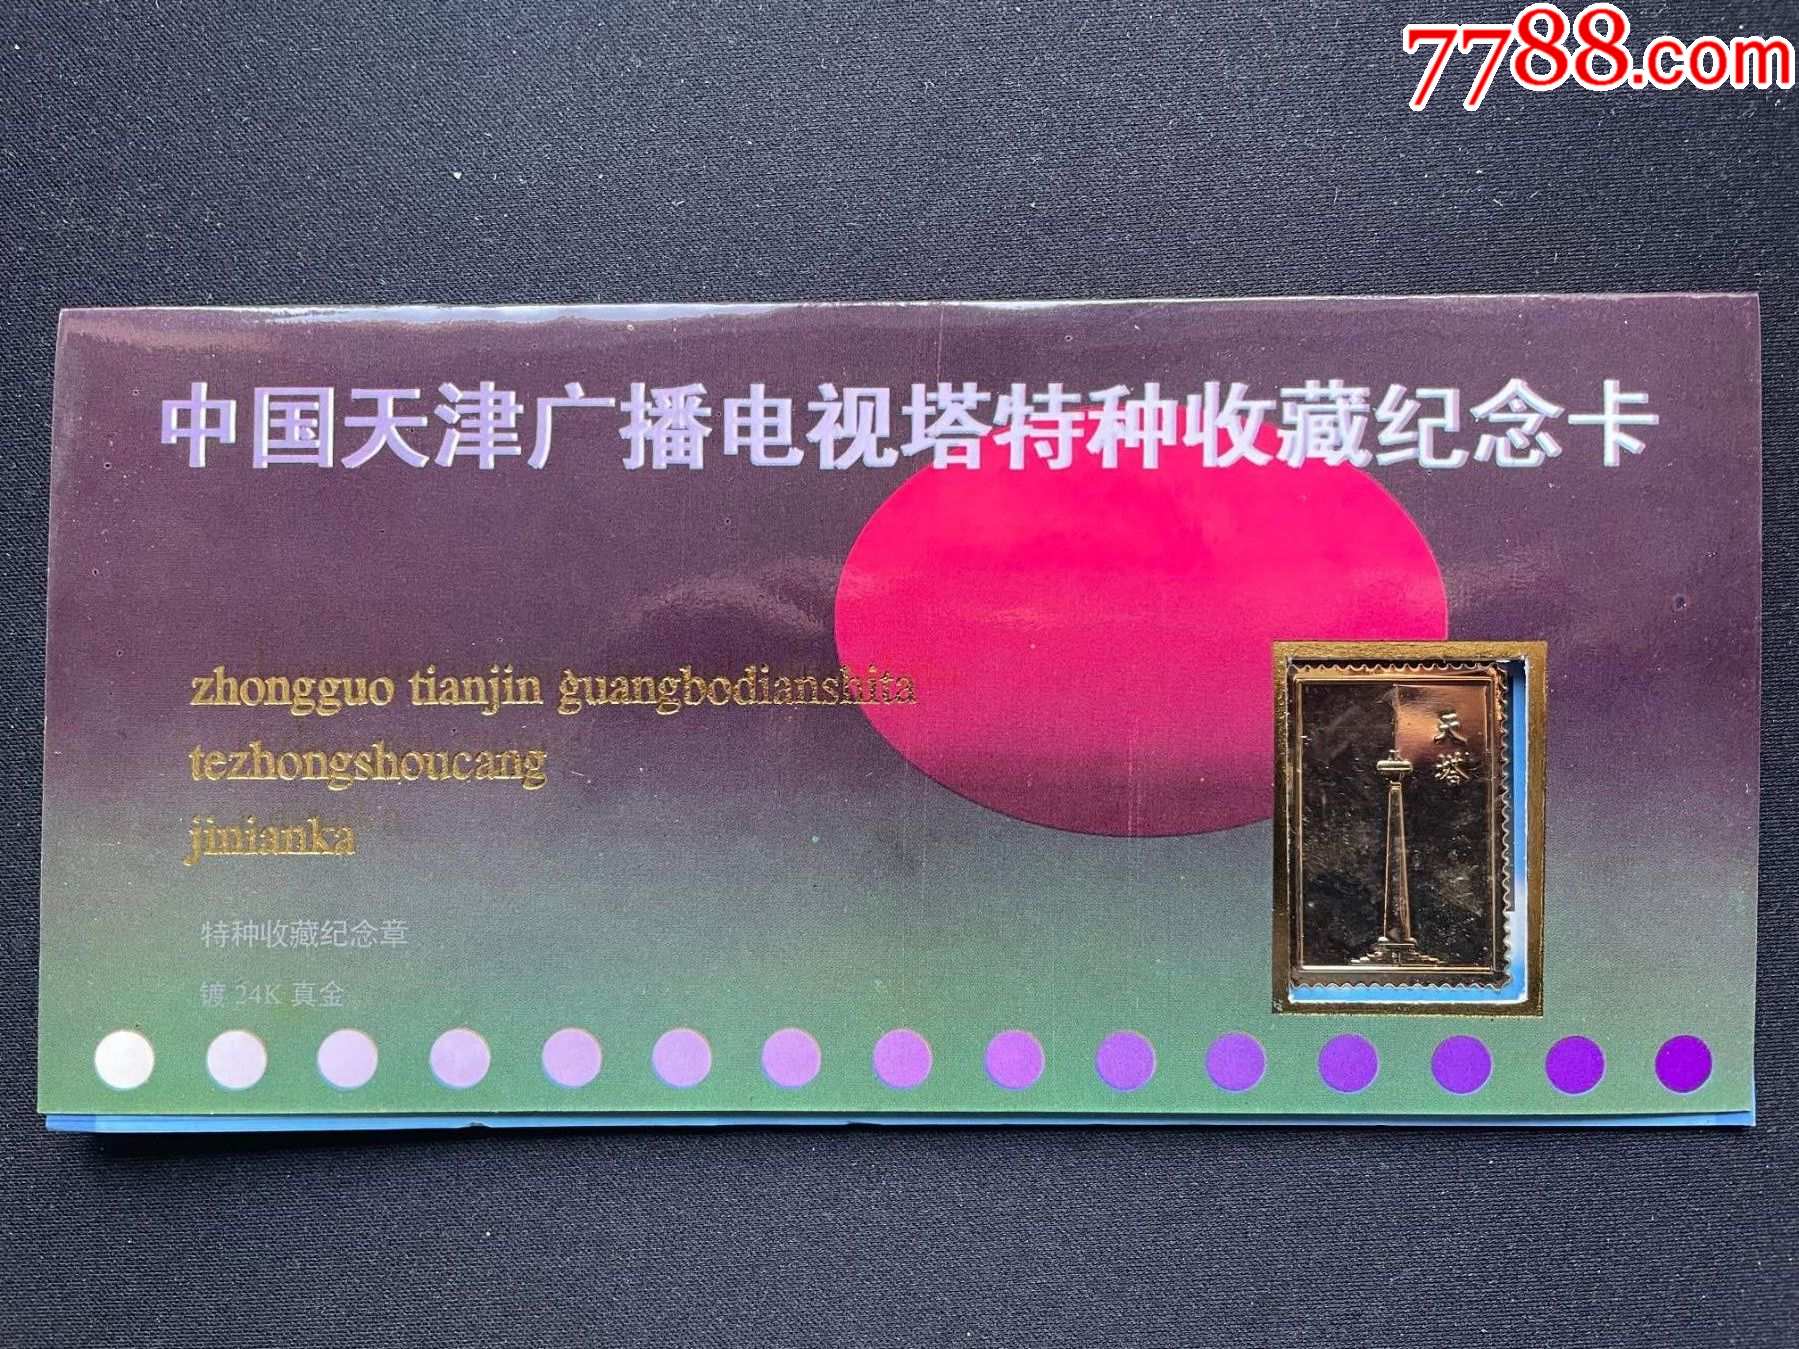 7788.com
中国天津广播电视塔特种收藏纪念卡
zhongguo tianjin guangbodianshita
tezhongshoucang
jinianka
天塔
特种收藏纪念章
镀 24K 真金